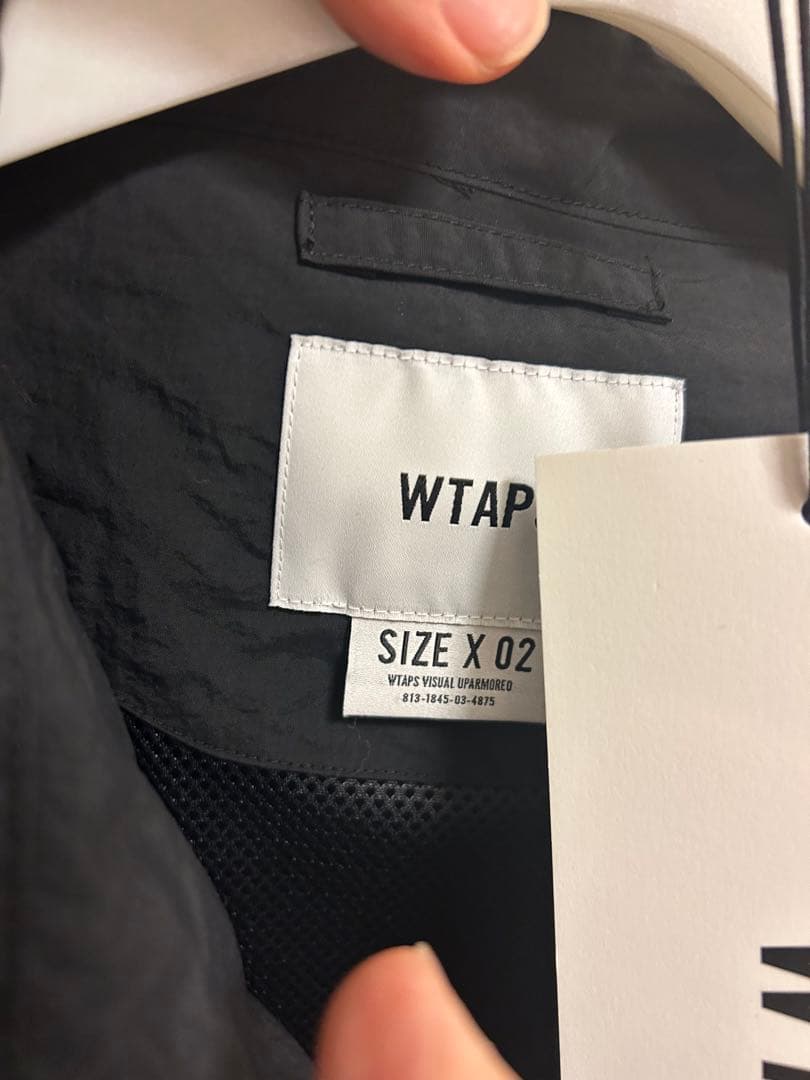 WTAPS
SIZE X 02
WTAPS VISUAL UPARMORED
813-1845-03-4875
W